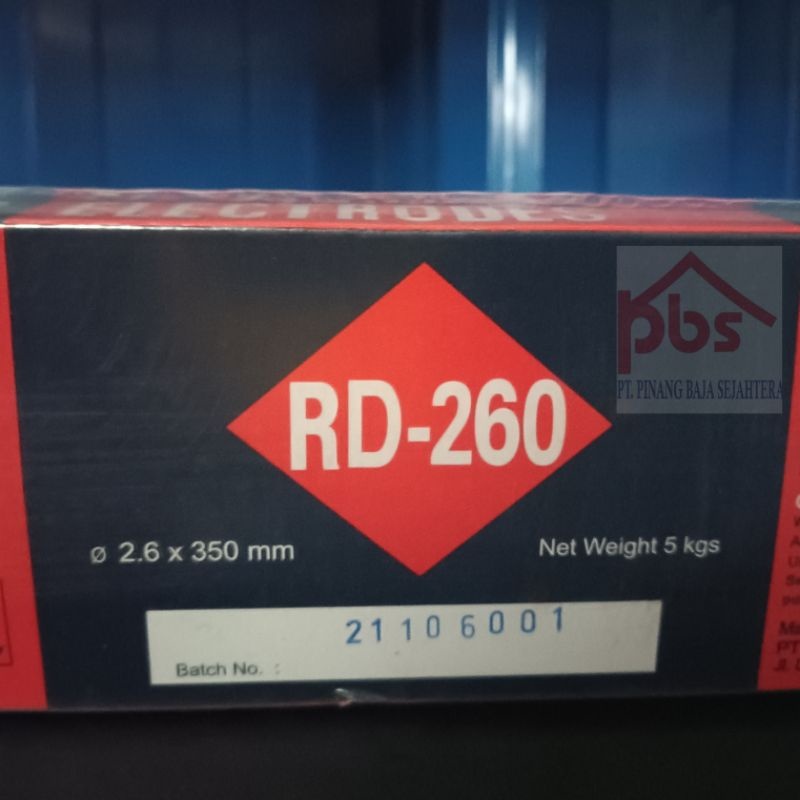 ELECTRODES
pbs
PT. PINANG BAJA SEJAHTERA
RD-260
ø 2.6 x 350 mm
Net Weight 5 kgs
21106001
Batch No. :
PT